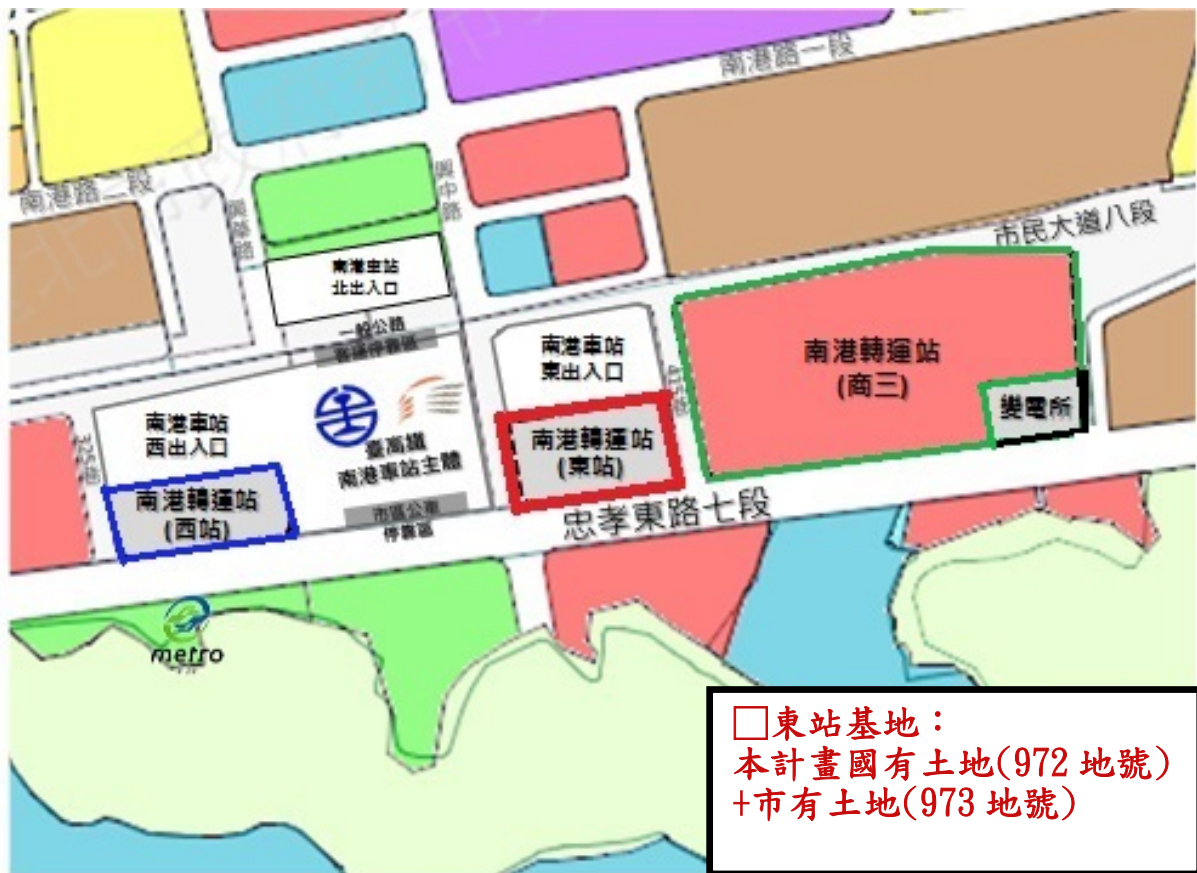 南港路一段
南港路二段
興華路
興中路
市民大道八段
南港車站
北出入口
一般公路
南港車站
東出入口
南港轉運站
(商三)
變電所
南港車站
西出入口
臺高鐵
南港車站主體
南港轉運站
(東站)
325巷
南港轉運站
(西站)
市區公車
停靠區
忠孝東路七段
metro
□東站基地：
本計畫國有土地(972 地號)
+市有土地(973 地號)